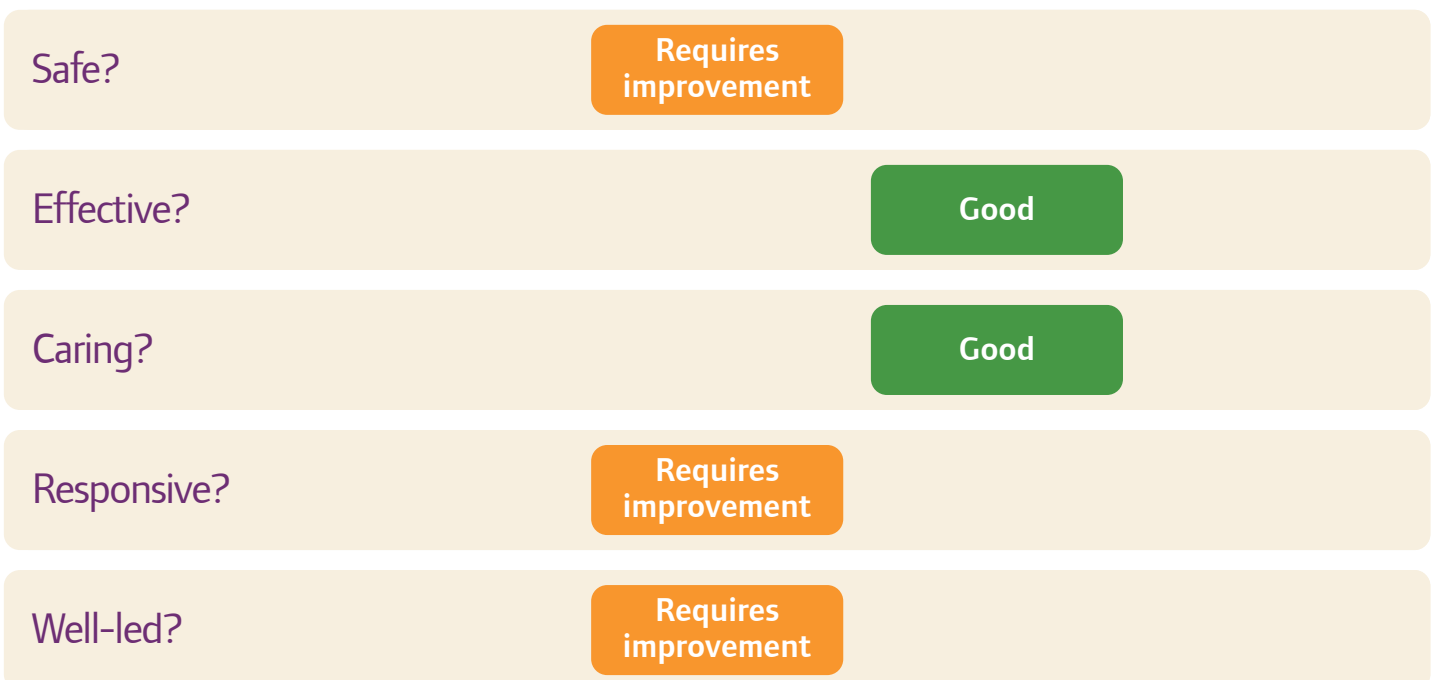 Safe?
Requires
improvement
Effective?
Good
Caring?
Good
Responsive?
Requires
improvement
Well-led?
Requires
improvement